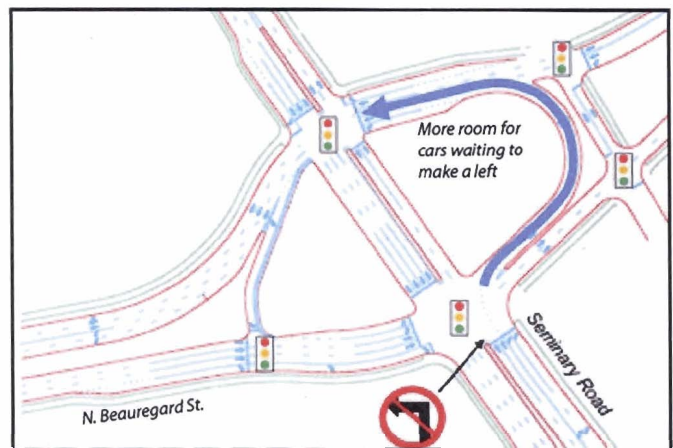 More room for
cars waiting to
make a left
Seminary Road
N. Beauregard St.